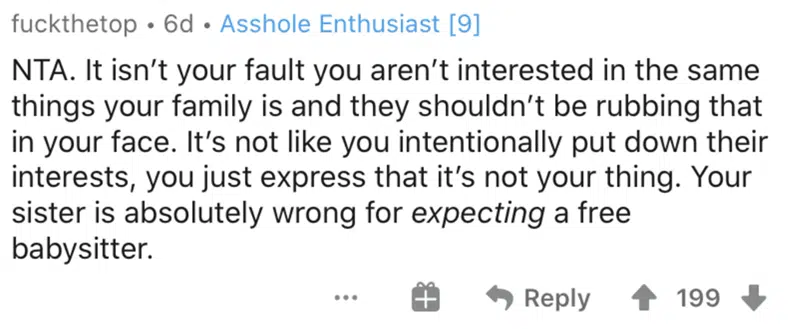 fuckthetop • 6d • Asshole Enthusiast [9]
NTA. It isn't your fault you aren't interested in the same
things your family is and they shouldn't be rubbing that
in your face. It's not like you intentionally put down their
interests, you just express that it's not your thing. Your
sister is absolutely wrong for expecting a free
babysitter.
... Reply 199